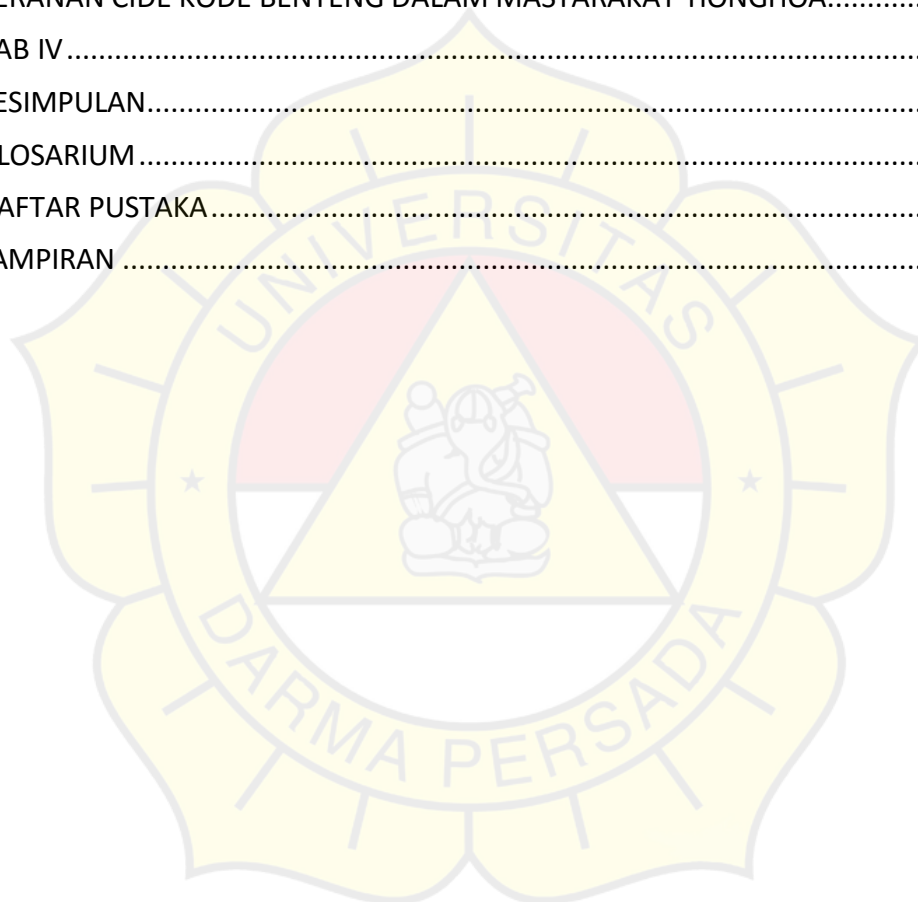 ERANAN CIDE KODE BENTENG DALAM MASYARAKAT TIONGHOA............
AB IV ............................................................................................
ESIMPULAN..................................................................................
LOSARIUM ...................................................................................
AFTAR PUSTAKA ...........................................................................
AMPIRAN .....................................................................................
UNIVERSITAS
DARMA PERSADA